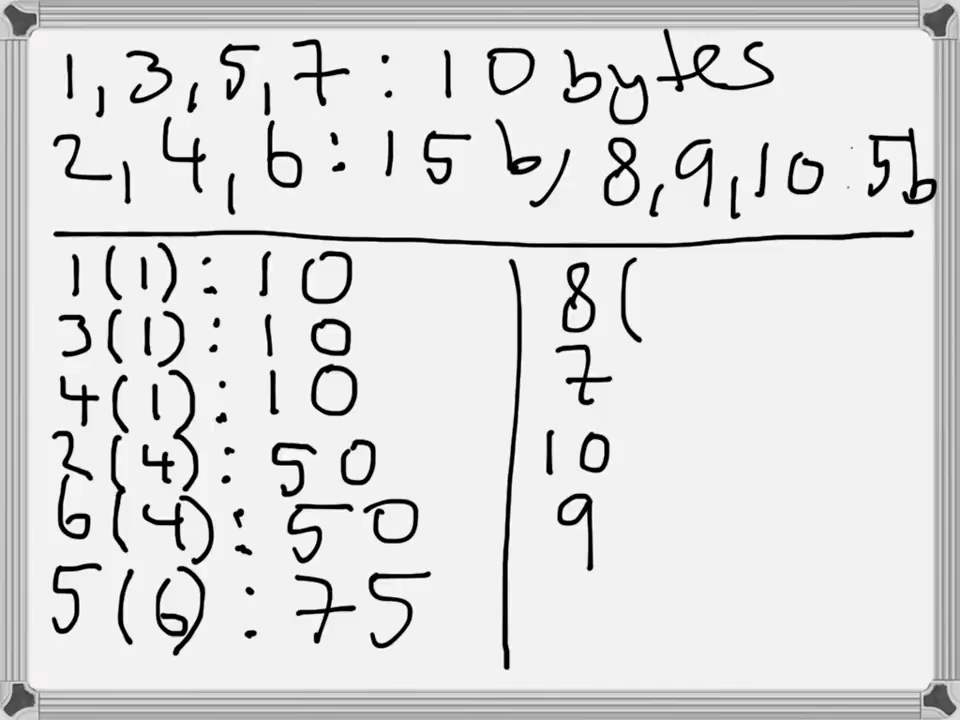 1, 3, 5, 7 : 10 bytes
2, 4, 6 : 15 b, 8, 9, 10 : 5b
1 (1) : 10
3 (1) : 10
4 (1) : 10
2 (4) : 50
6 (4) : 50
5 (6) : 75
8 (
7
10
9